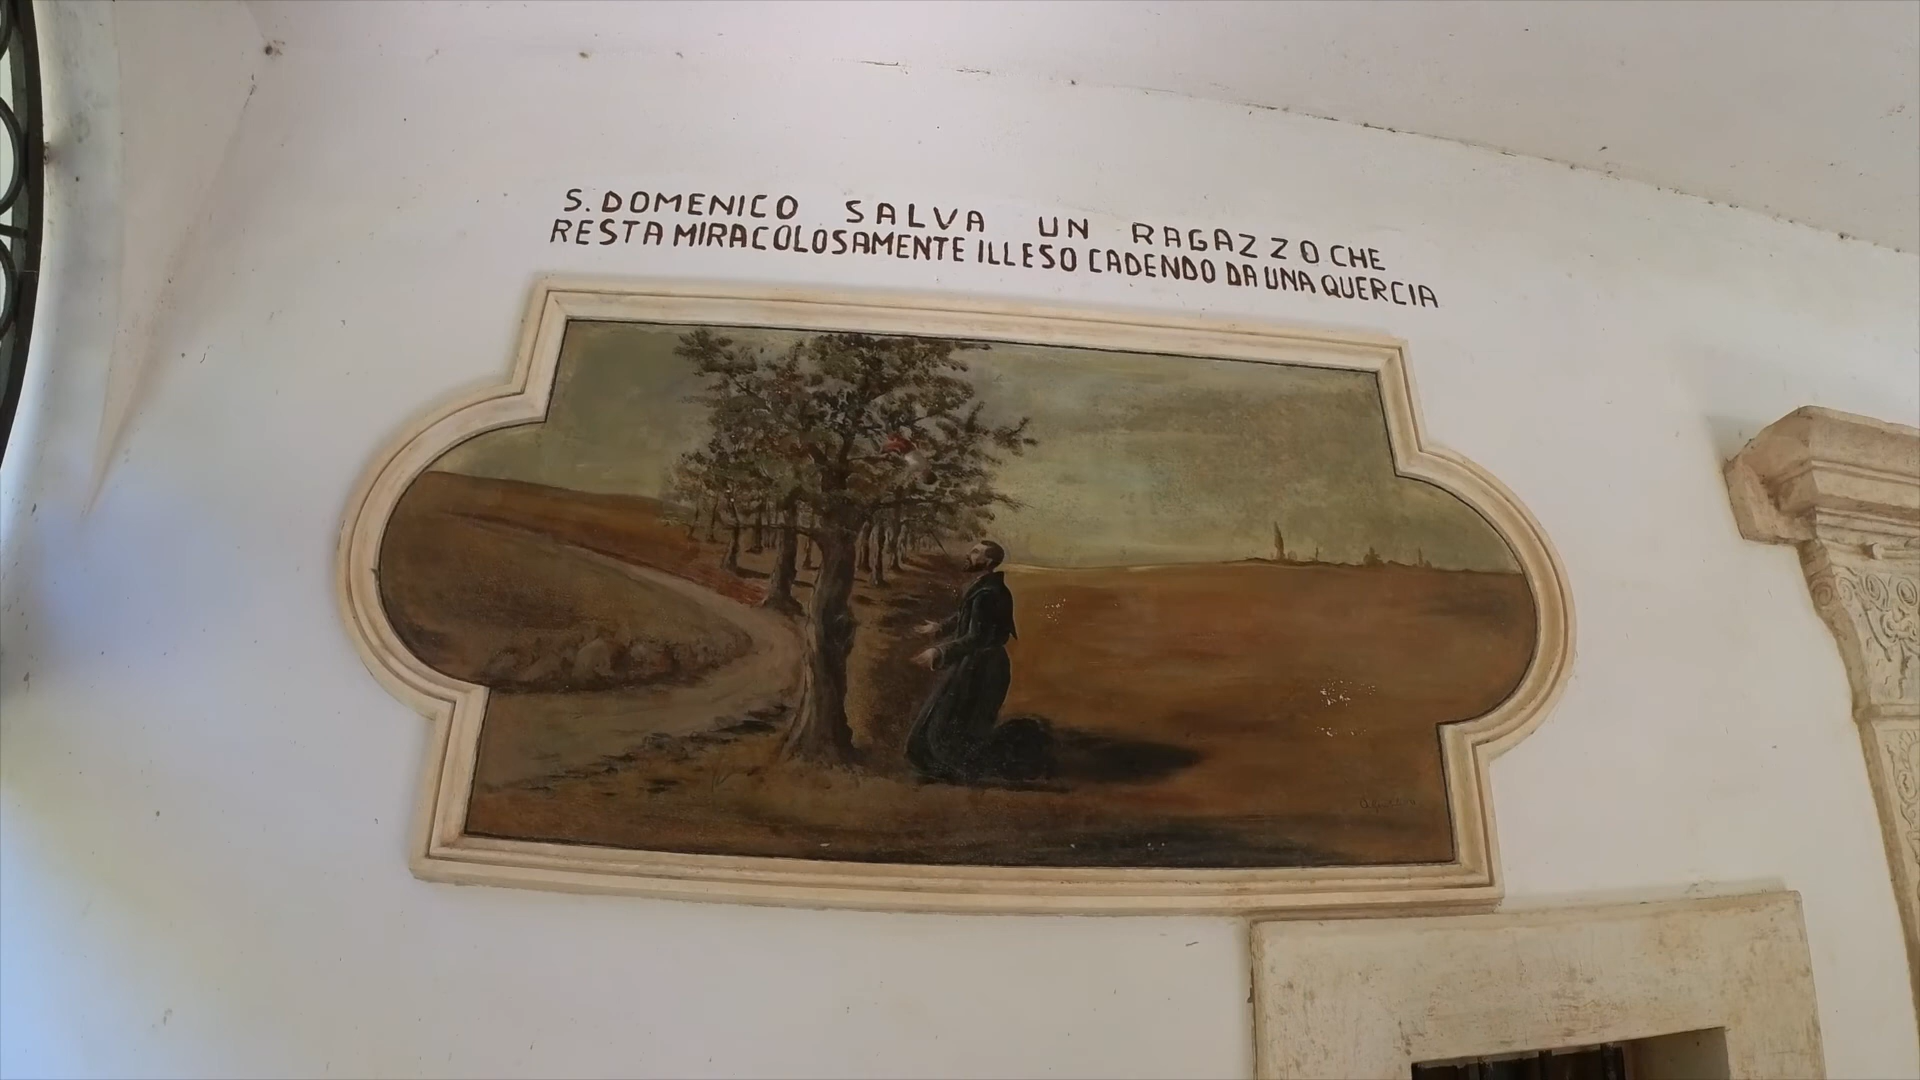 S. DOMENICO SALVA UN RAGAZZO CHE
RESTA MIRACOLOSAMENTE ILLESO CADENDO DA UNA QUERCIA